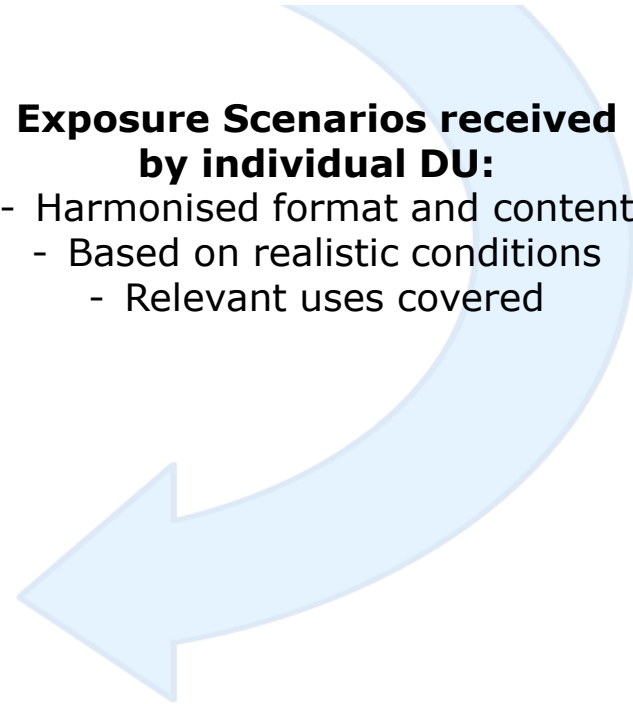 Exposure Scenarios received
by individual DU:
- Harmonised format and content
- Based on realistic conditions
- Relevant uses covered